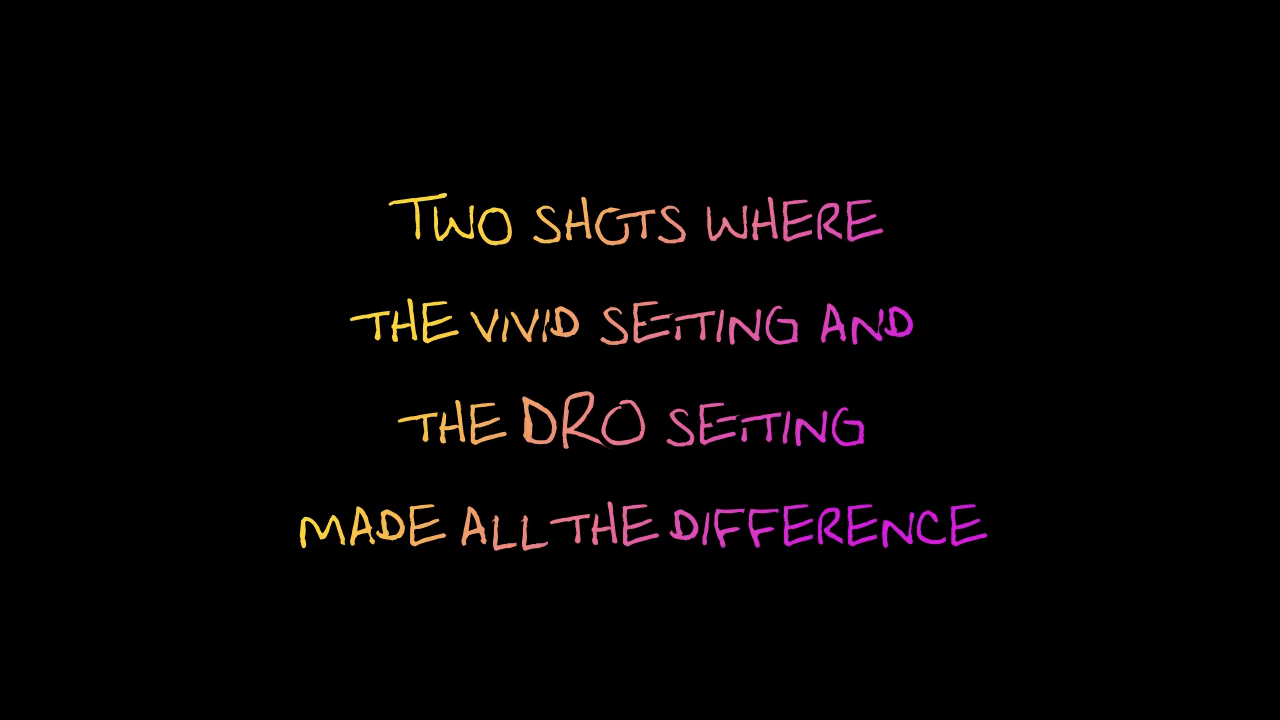 TWO SHOTS WHERE
THE VIVID SETTING AND
THE DRO SETTING
MADE ALL THE DIFFERENCE